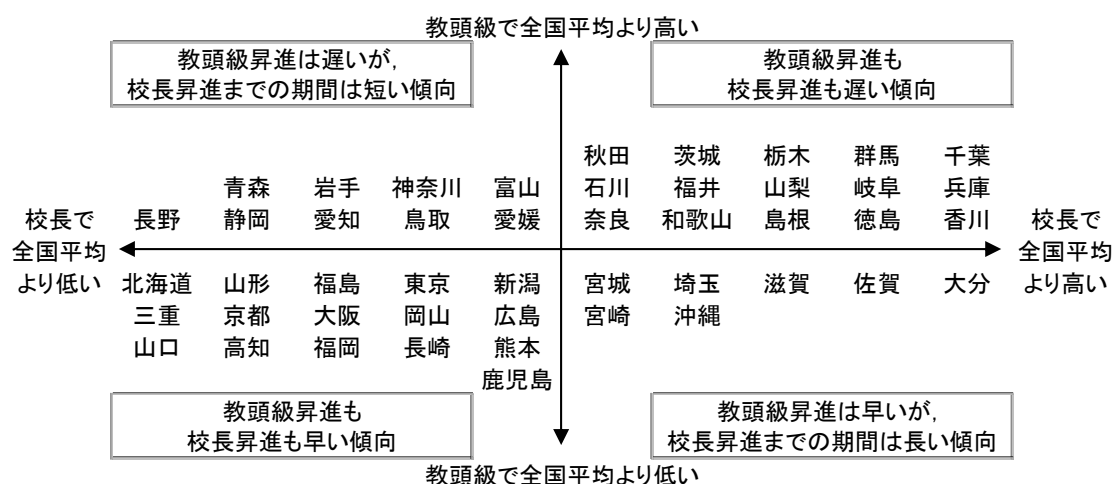 教頭級で全国平均より高い
教頭級昇進は遅いが,
校長昇進までの期間は短い傾向
教頭級昇進も
校長昇進も遅い傾向
秋田 茨城 栃木 群馬 千葉
青森 岩手 神奈川 富山 石川 福井 山梨 岐阜 兵庫
長野 静岡 愛知 鳥取 愛媛 奈良 和歌山 島根 徳島 香川
校長で
全国平均
より低い
校長で
全国平均
より高い
北海道 山形 福島 東京 新潟 宮城 埼玉 滋賀 佐賀 大分
三重 京都 大阪 岡山 広島 宮崎 沖縄
山口 高知 福岡 長崎 熊本
鹿児島
教頭級昇進も
校長昇進も早い傾向
教頭級昇進は早いが,
校長昇進までの期間は長い傾向
教頭級で全国平均より低い